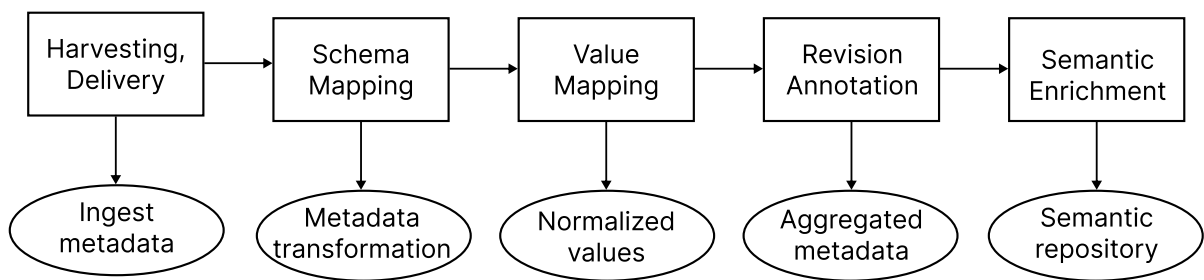 Harvesting,
Delivery
Schema
Mapping
Value
Mapping
Revision
Annotation
Semantic
Enrichment
Ingest
metadata
Metadata
transformation
Normalized
values
Aggregated
metadata
Semantic
repository